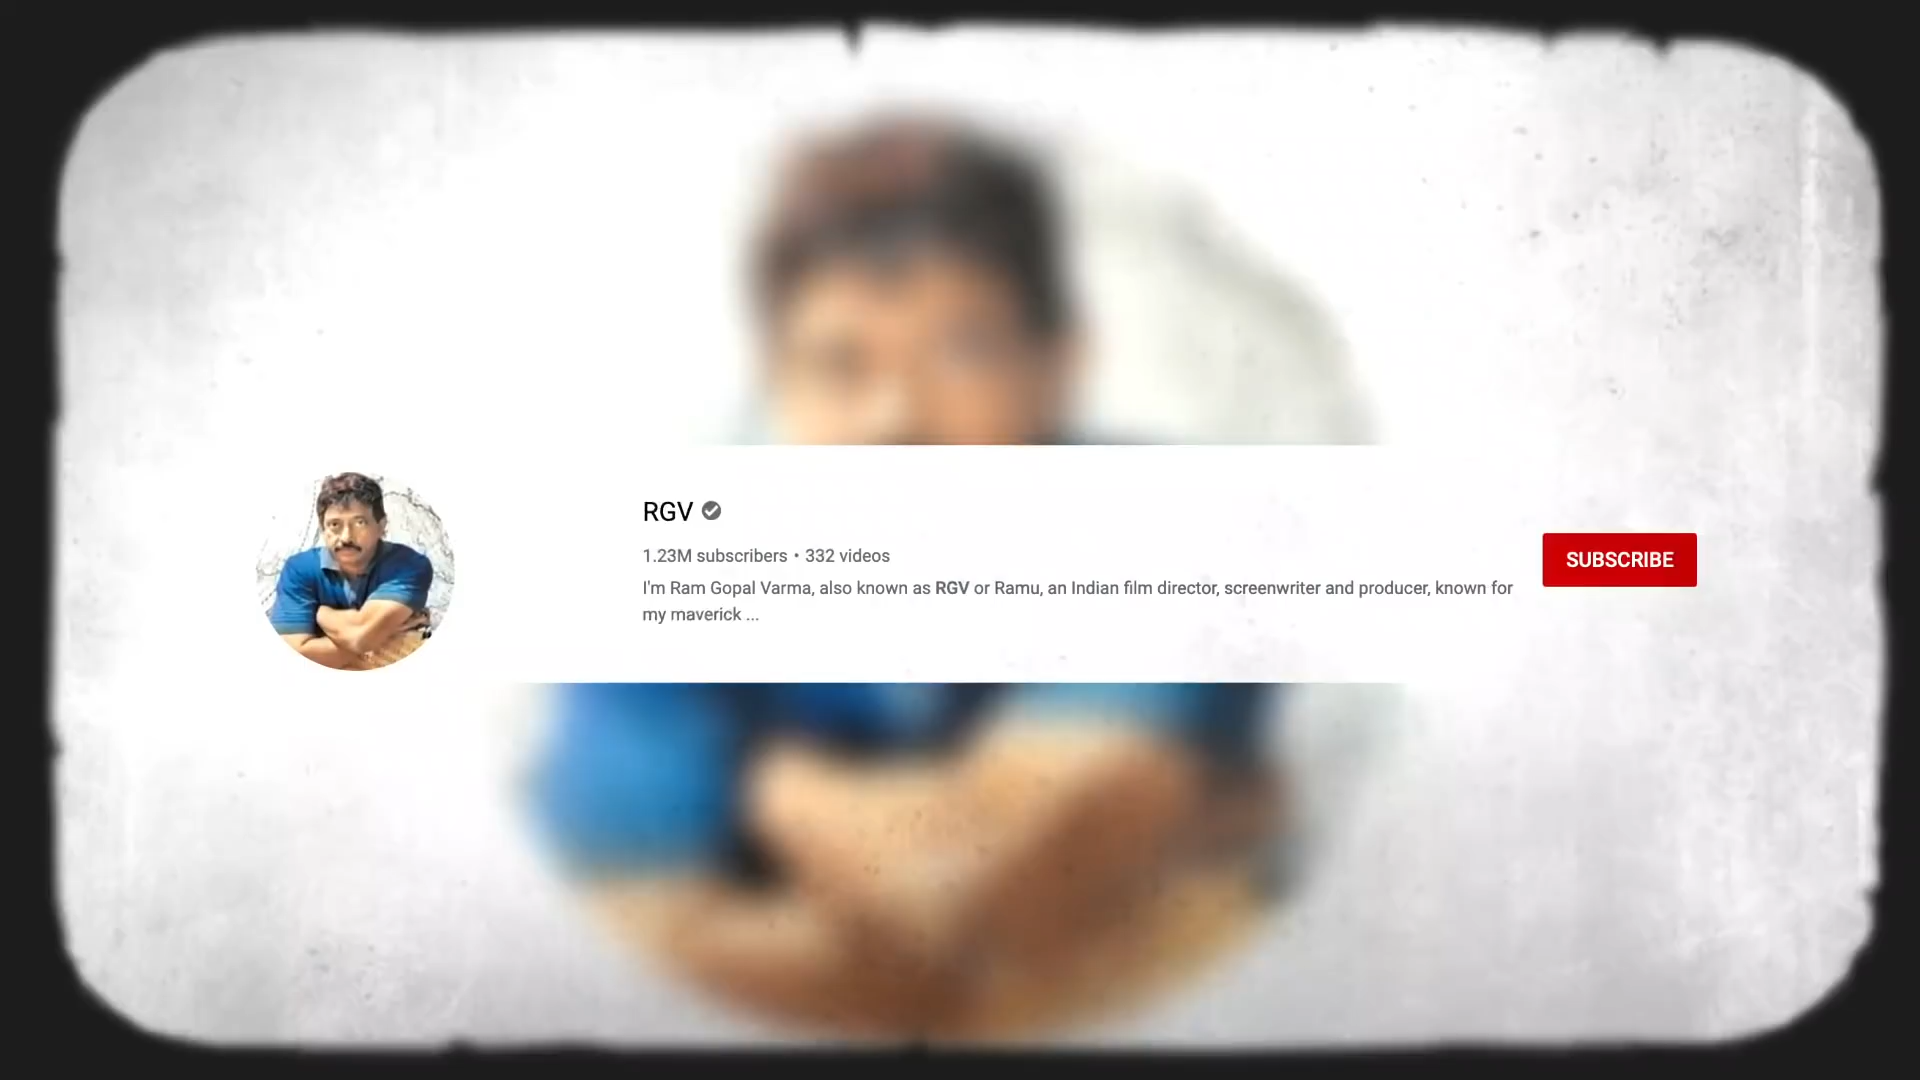 RGV
1.23M subscribers • 332 videos
I'm Ram Gopal Varma, also known as RGV or Ramu, an Indian film director, screenwriter and producer, known for
my maverick ...
SUBSCRIBE